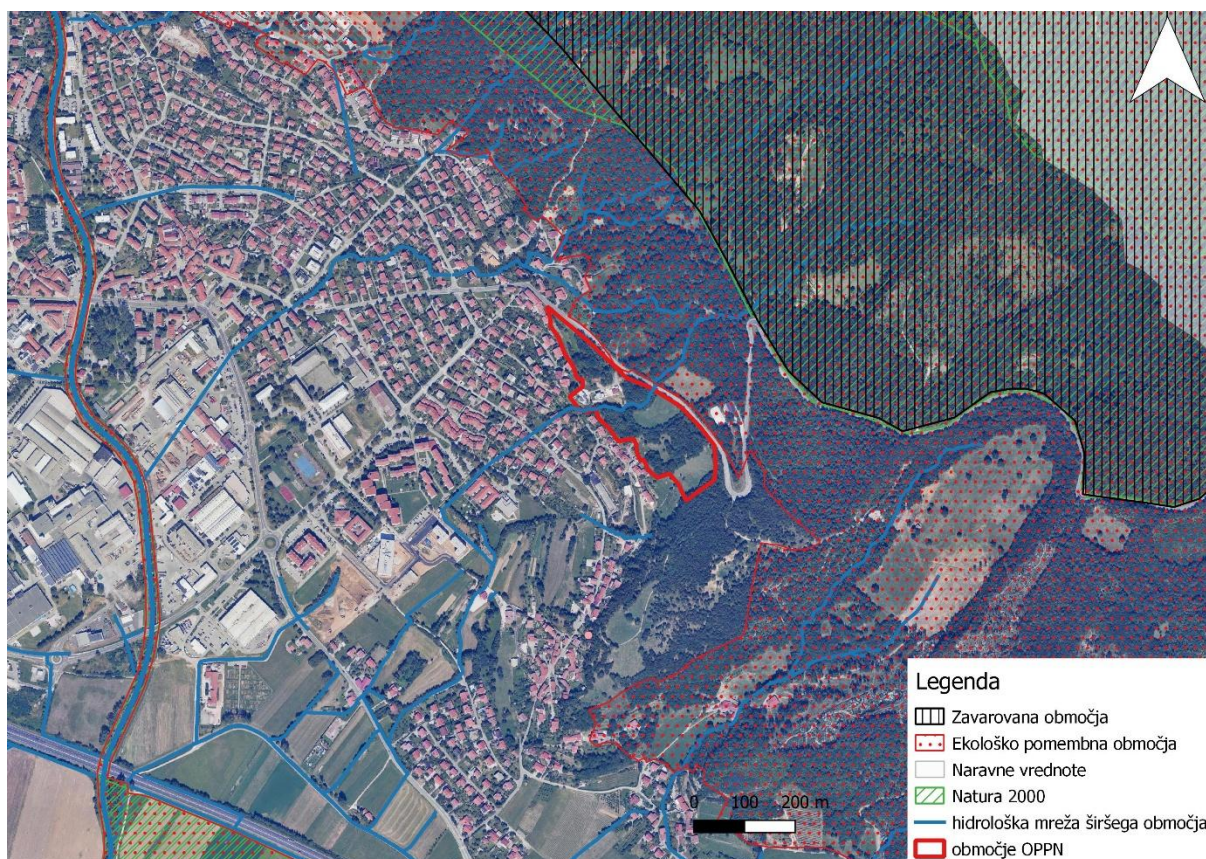 Legenda
Zavarovana območja
Ekološko pomembna območja
Naravne vrednote
Natura 2000
hidrološka mreža širšega območja
območje OPPN
0 100 200 m